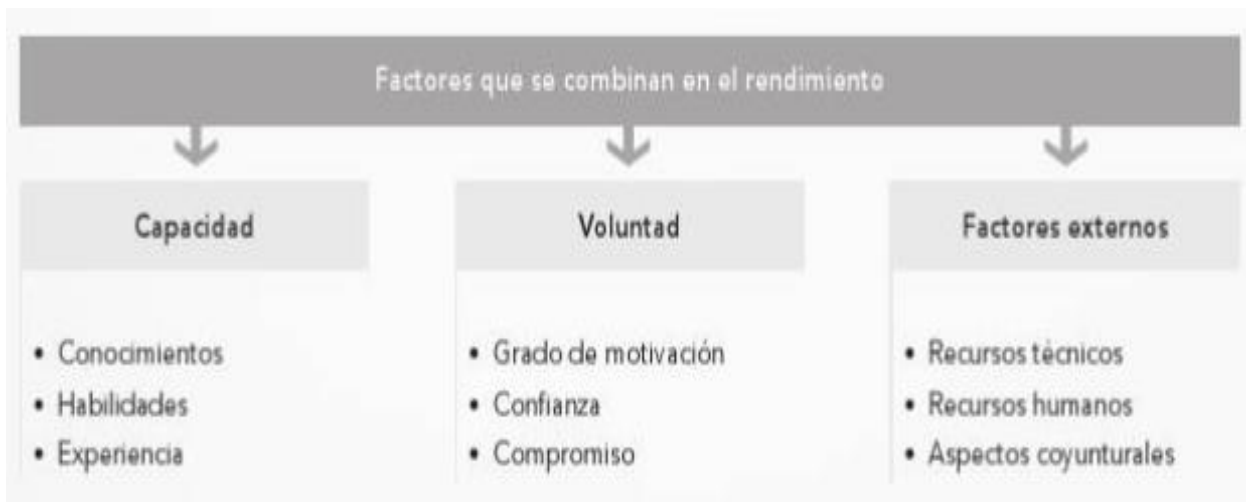 Factores que se combinan en el rendimiento
Capacidad
• Conocimientos
• Habilidades
• Experiencia
Voluntad
• Grado de motivación
• Confianza
• Compromiso
Factores externos
• Recursos técnicos
• Recursos humanos
• Aspectos coyunturales